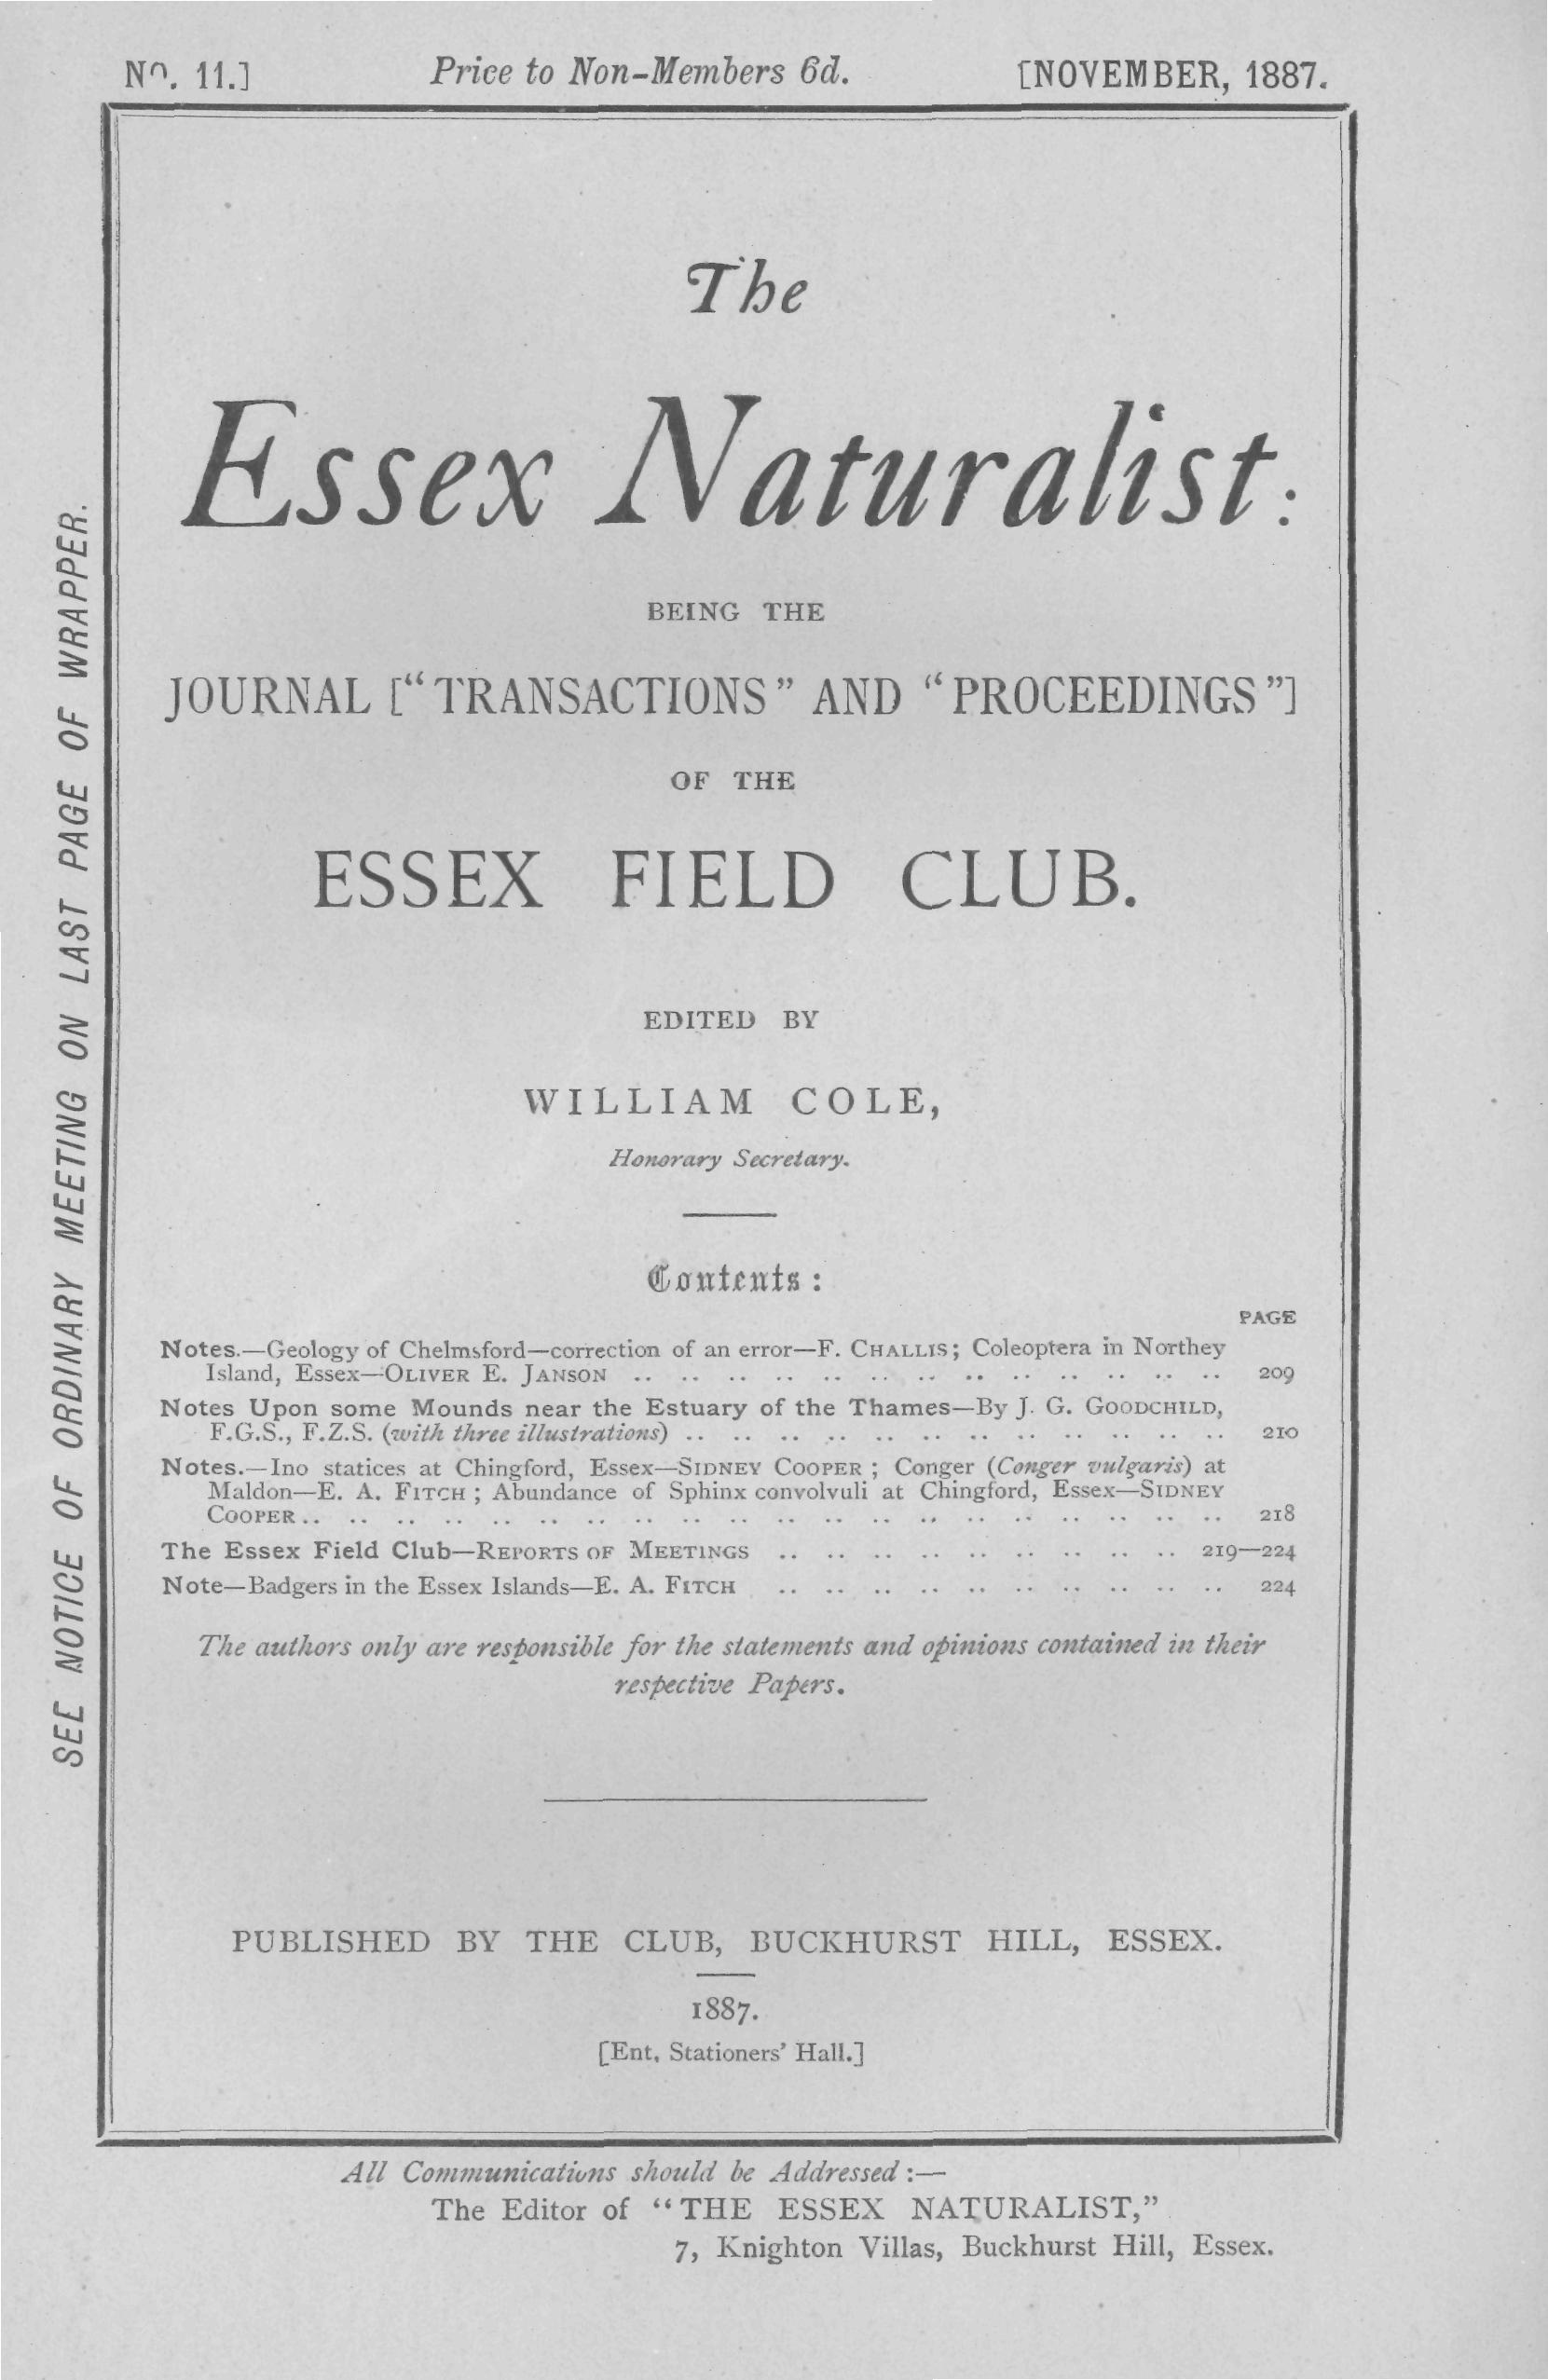 No. 11.] Price to Non-Members 6d. [NOVEMBER, 1887.
SEE NOTICE OF ORDINARY MEETING ON LAST PAGE OF WRAPPER.
The
Essex Naturalist:
BEING THE
JOURNAL ["TRANSACTIONS" AND "PROCEEDINGS"]
OF THE
ESSEX FIELD CLUB.
EDITED BY
WILLIAM COLE,
Honorary Secretary.
Contents:
PAGE
Notes.—Geology of Chelmsford—correction of an error—F. CHALLIS; Coleoptera in Northey
Island, Essex—OLIVER E. JANSON .. .. .. .. .. .. .. .. .. .. .. .. .. 209
Notes Upon some Mounds near the Estuary of the Thames—By J. G. GOODCHILD,
F.G.S., F.Z.S. (with three illustrations) .. .. .. .. .. .. .. .. .. .. .. .. 210
Notes.—Ino statices at Chingford, Essex—SIDNEY COOPER; Conger (Conger vulgaris) at
Maldon—E. A. FITCH; Abundance of Sphinx convolvuli at Chingford, Essex—SIDNEY
COOPER .. .. .. .. .. .. .. .. .. .. .. .. .. .. .. .. .. .. .. .. 218
The Essex Field Club—REPORTS OF MEETINGS .. .. .. .. .. .. .. .. .. 219—224
Note—Badgers in the Essex Islands—E. A. FITCH .. .. .. .. .. .. .. .. .. .. 224
The authors only are responsible for the statements and opinions contained in their
respective Papers.
PUBLISHED BY THE CLUB, BUCKHURST HILL, ESSEX.
1887.
[Ent. Stationers' Hall.]
All Communications should be Addressed:—
The Editor of "THE ESSEX NATURALIST,"
7, Knighton Villas, Buckhurst Hill, Essex.